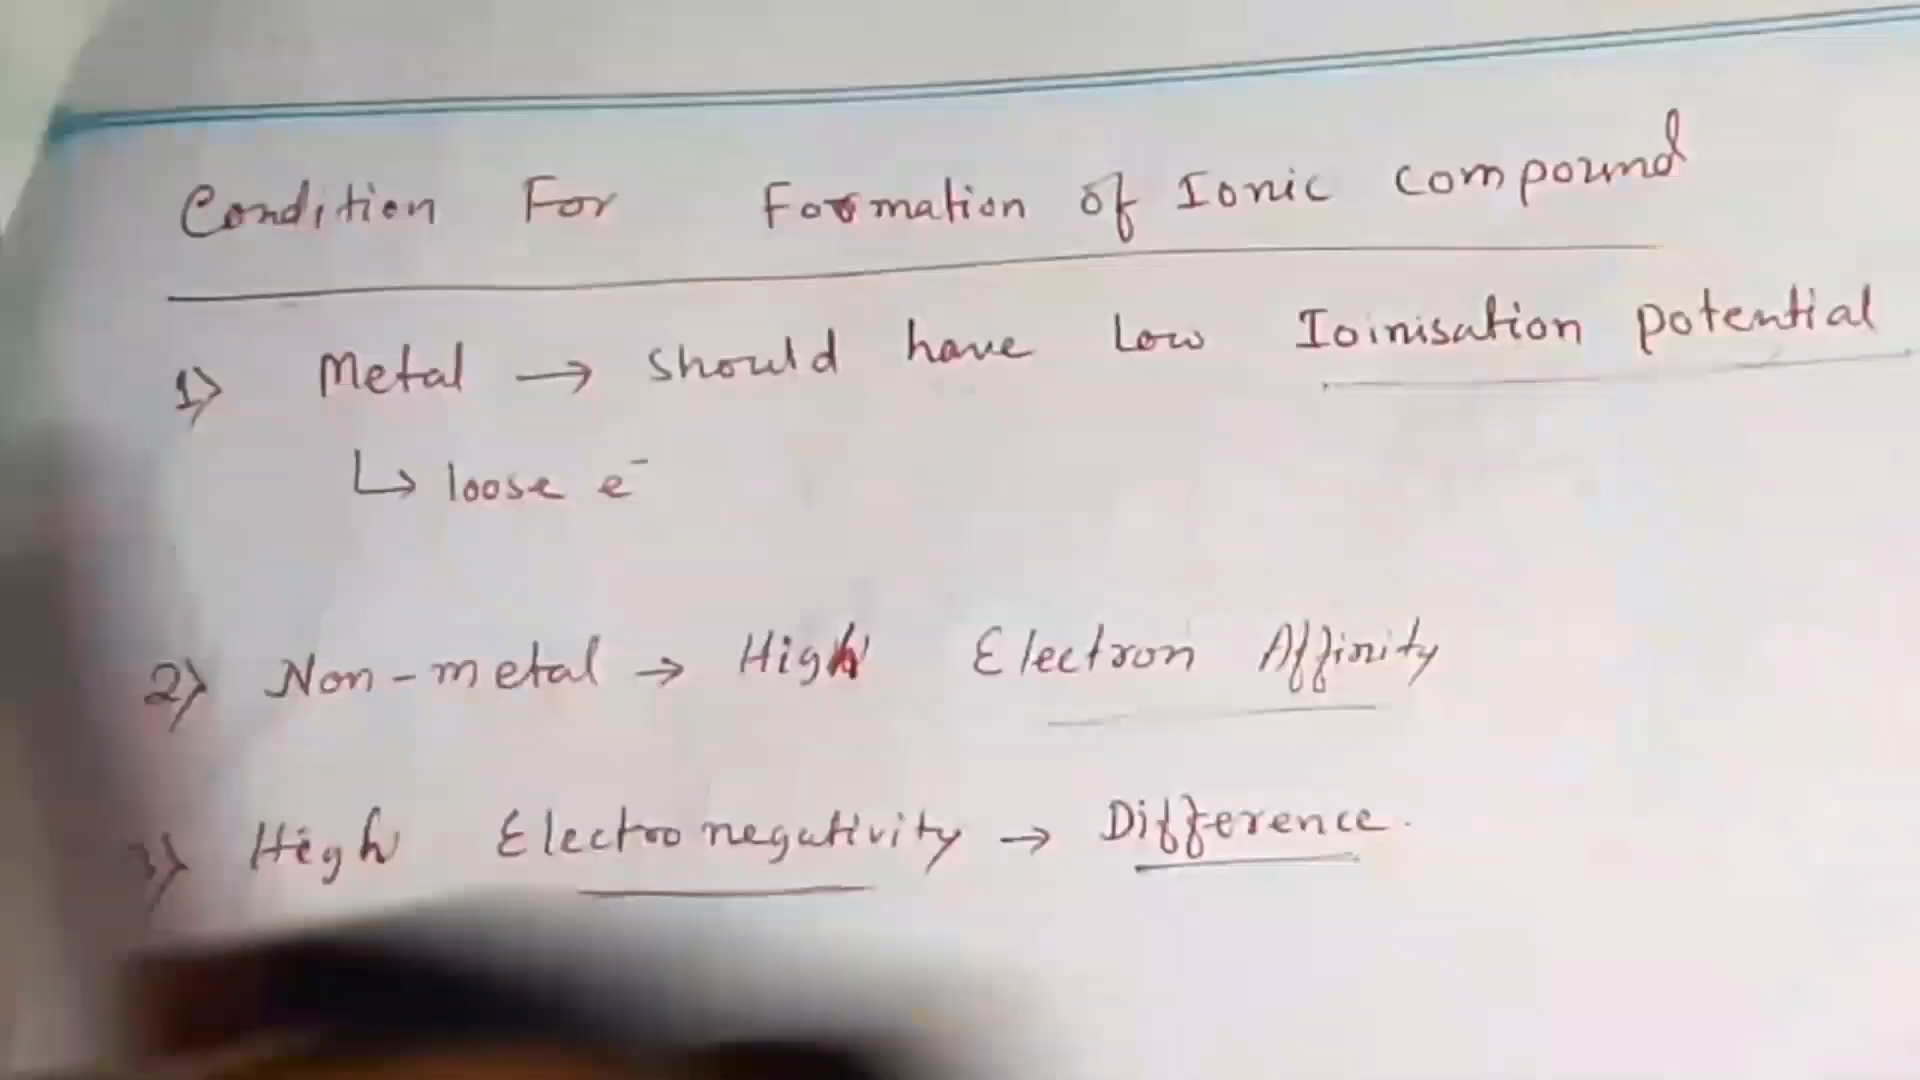 Condition For Formation of Ionic compound
1) Metal → should have Low Ioinisation potential
↳ loose e⁻
2) Non-metal → High Electron Affinity
3) High Electronegativity → Difference.